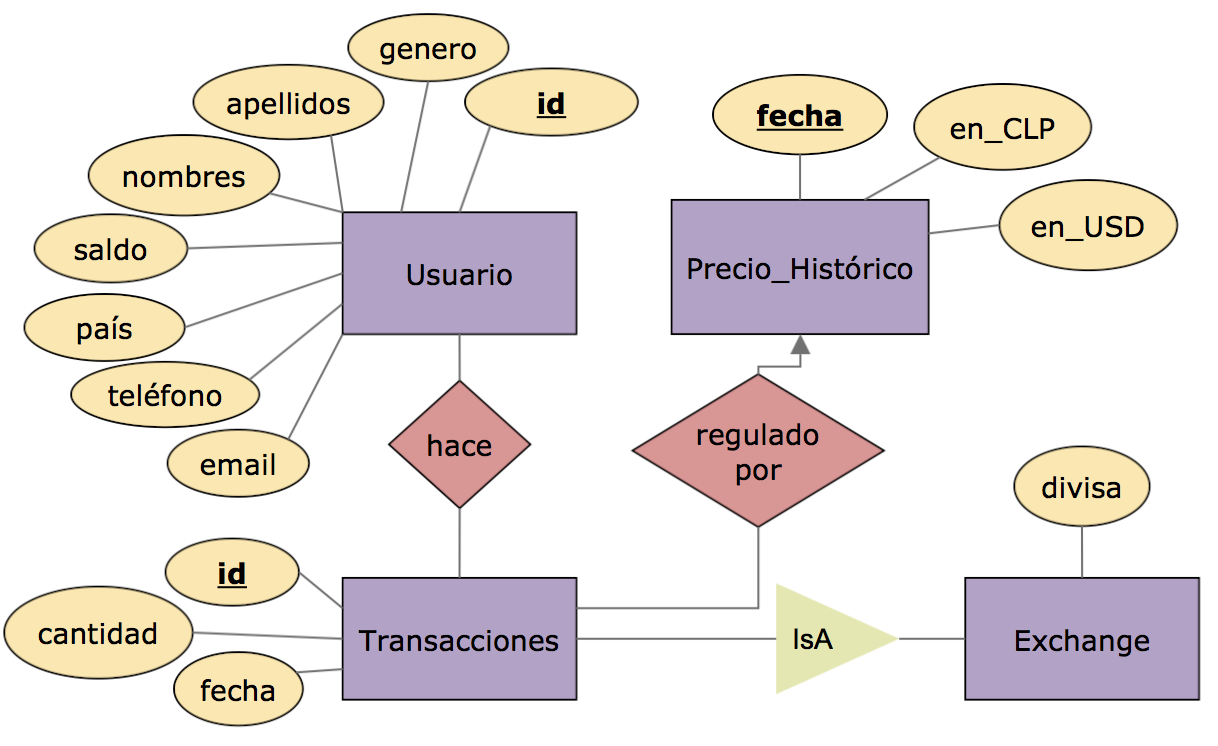 genero
apellidos
id
nombres
saldo
país
teléfono
email
Usuario
fecha
en_CLP
en_USD
Precio_Histórico
hace
regulado
por
divisa
id
cantidad
fecha
Transacciones
IsA
Exchange